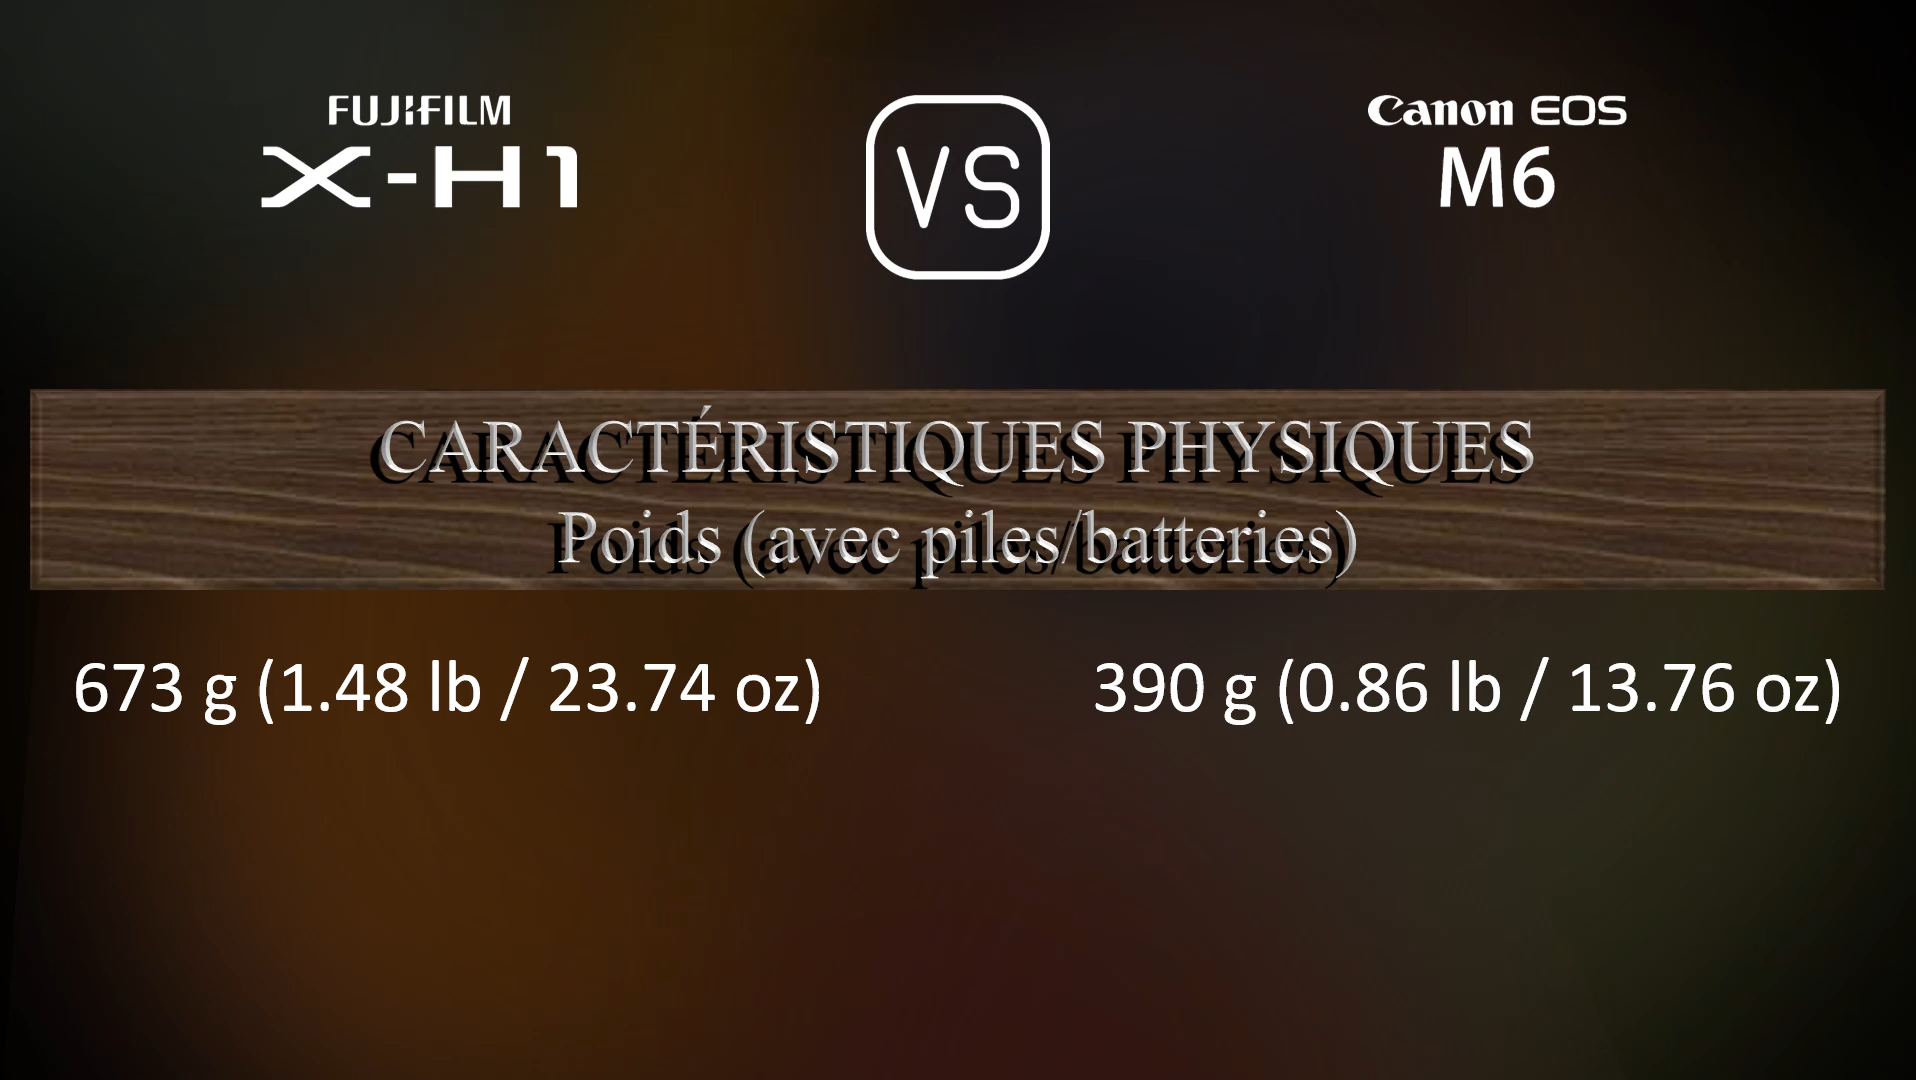 FUJIFILM
X-H1
VS
Canon EOS
M6
CARACTÉRISTIQUES PHYSIQUES
Poids (avec piles/batteries)
673 g (1.48 lb / 23.74 oz)
390 g (0.86 lb / 13.76 oz)